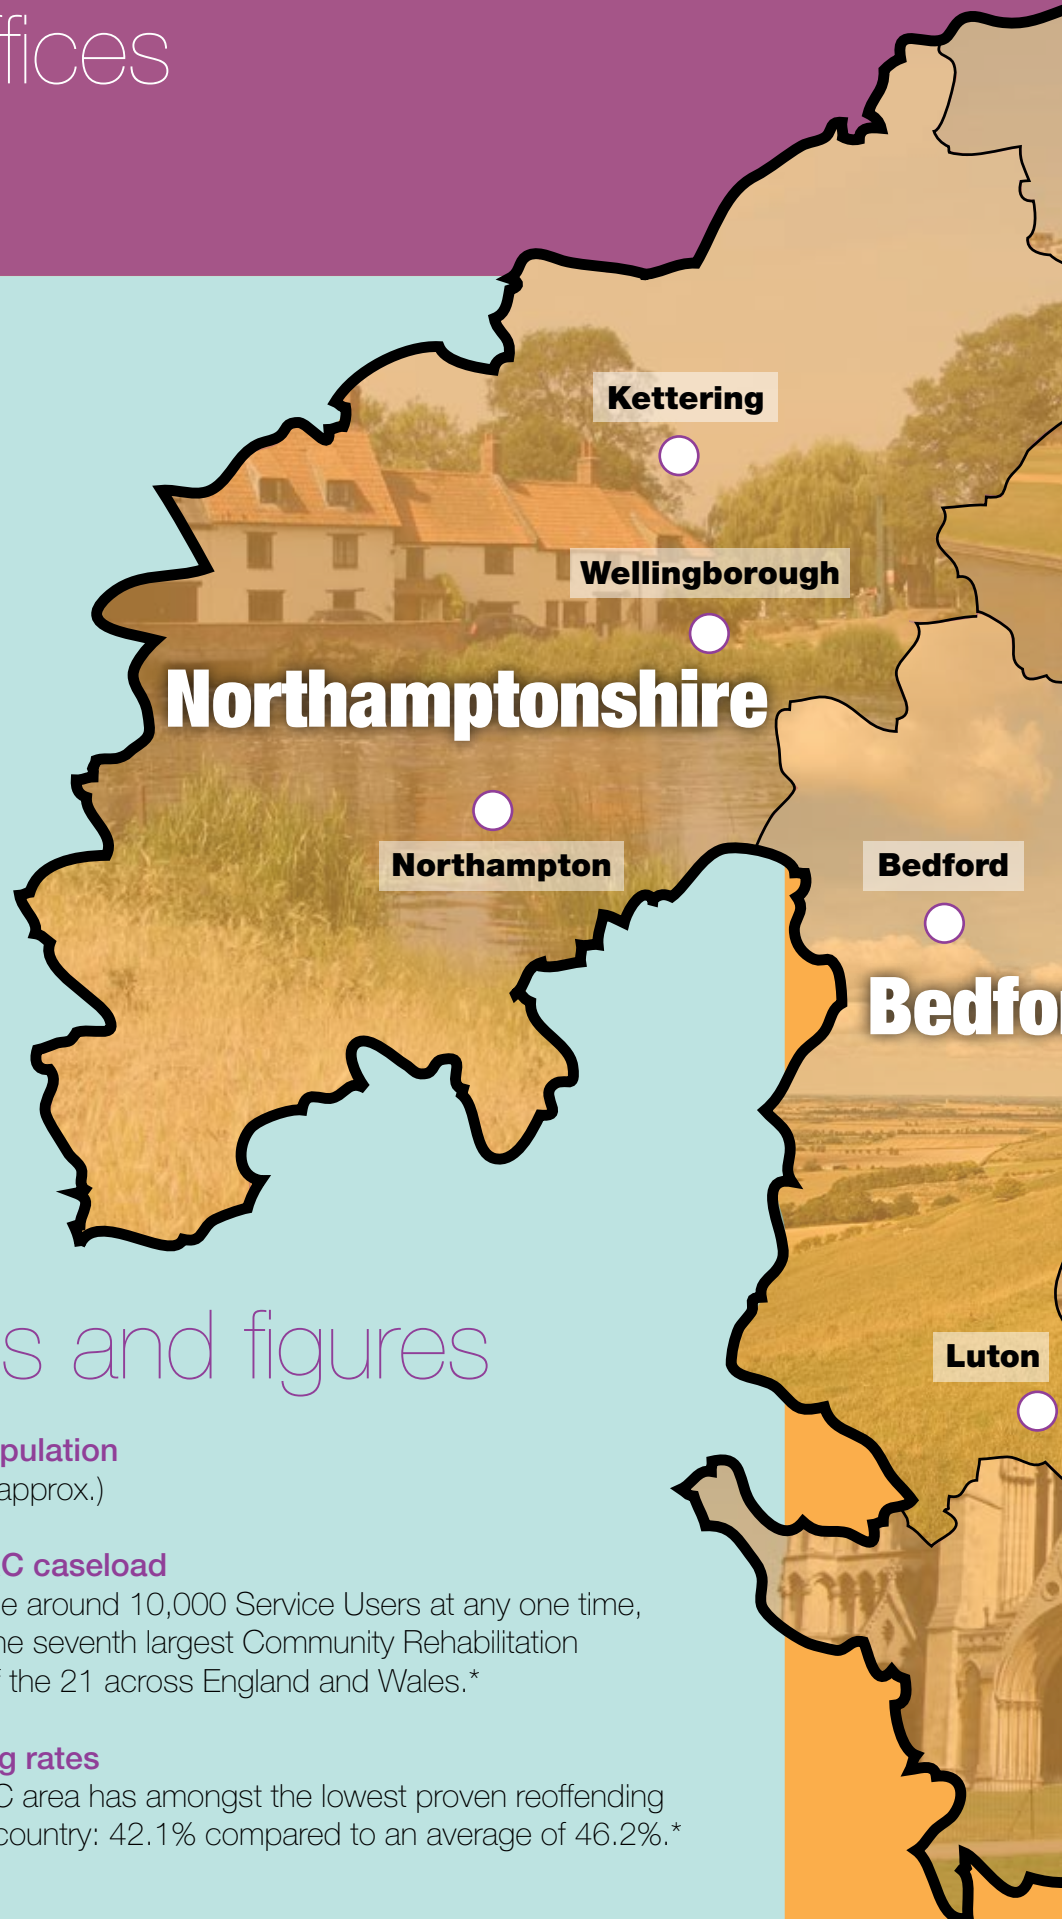 ffices
Kettering
Wellingborough
Northamptonshire
Northampton
Bedford
Bedfor
Luton
s and figures
pulation
approx.)
C caseload
e around 10,000 Service Users at any one time,
he seventh largest Community Rehabilitation
f the 21 across England and Wales.*
g rates
C area has amongst the lowest proven reoffending
country: 42.1% compared to an average of 46.2%.*